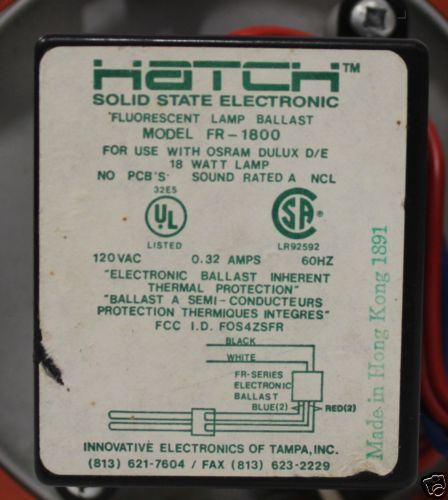 HATCH™
SOLID STATE ELECTRONIC
FLUORESCENT LAMP BALLAST
MODEL FR-1800
FOR USE WITH OSRAM DULUX D/E
18 WATT LAMP
NO PCB'S SOUND RATED A NCL
32E5
UL
LISTED
SA
LR92592
120 VAC 0.32 AMPS 60HZ
"ELECTRONIC BALLAST INHERENT
THERMAL PROTECTION"
"BALLAST A SEMI-CONDUCTEURS
PROTECTION THERMIQUES INTEGRES"
FCC I.D. FOS4ZSFR
BLACK
WHITE
FR-SERIES
ELECTRONIC
BALLAST
BLUE(2) RED(2)
INNOVATIVE ELECTRONICS OF TAMPA, INC.
(813) 621-7604 / FAX (813) 623-2229
Made in Hong Kong 1891